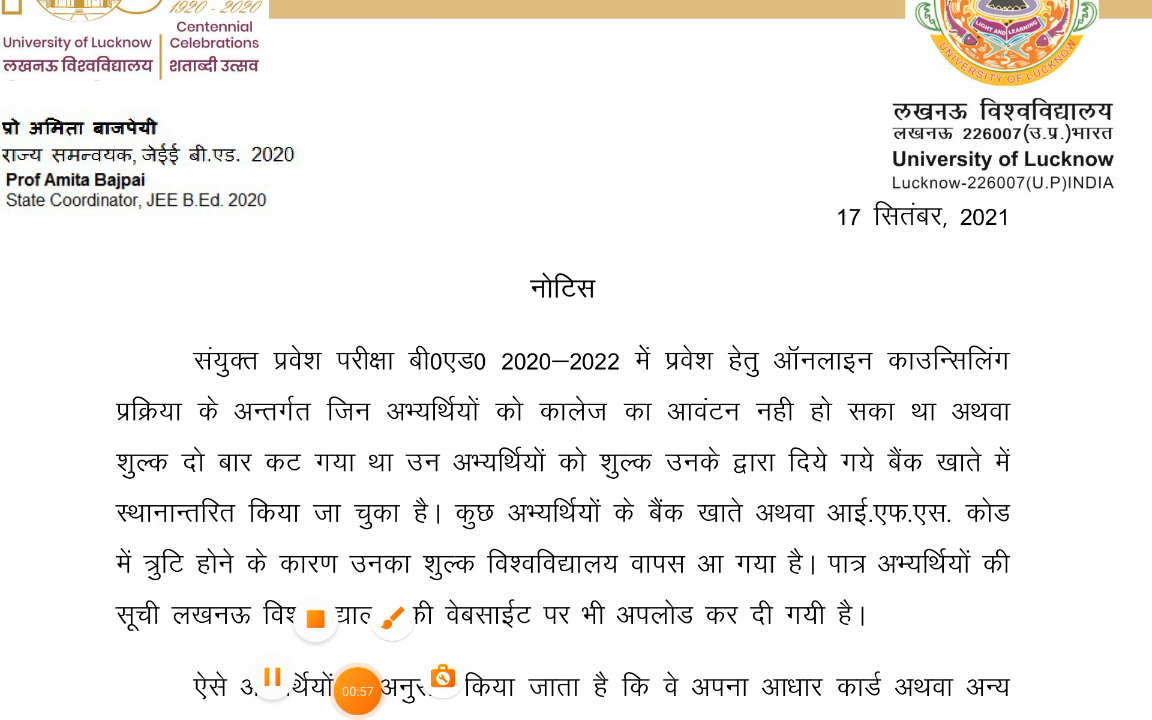 1920 - 2020
University of Lucknow
लखनऊ विश्वविद्यालय
Centennial
Celebrations
शताब्दी उत्सव
LIGHT AND LEARNING
UNIVERSITY OF LUCKNOW
लखनऊ विश्वविद्यालय
लखनऊ 226007(उ.प्र.)भारत
University of Lucknow
Lucknow-226007(U.P)INDIA
प्रो अमिता बाजपेयी
राज्य समन्वयक, जेईई बी.एड. 2020
Prof Amita Bajpai
State Coordinator, JEE B.Ed. 2020
17 सितंबर, 2021
नोटिस
संयुक्त प्रवेश परीक्षा बी0एड0 2020–2022 में प्रवेश हेतु ऑनलाइन काउन्सिलिंग
प्रक्रिया के अन्तर्गत जिन अभ्यर्थियों को कालेज का आवंटन नही हो सका था अथवा
शुल्क दो बार कट गया था उन अभ्यर्थियों को शुल्क उनके द्वारा दिये गये बैंक खाते में
स्थानान्तरित किया जा चुका है। कुछ अभ्यर्थियों के बैंक खाते अथवा आई.एफ.एस. कोड
में त्रुटि होने के कारण उनका शुल्क विश्वविद्यालय वापस आ गया है। पात्र अभ्यर्थियों की
सूची लखनऊ वेबसाईट पर भी अपलोड कर दी गयी है।
ऐसे किया जाता है कि वे अपना आधार कार्ड अथवा अन्य
00:57